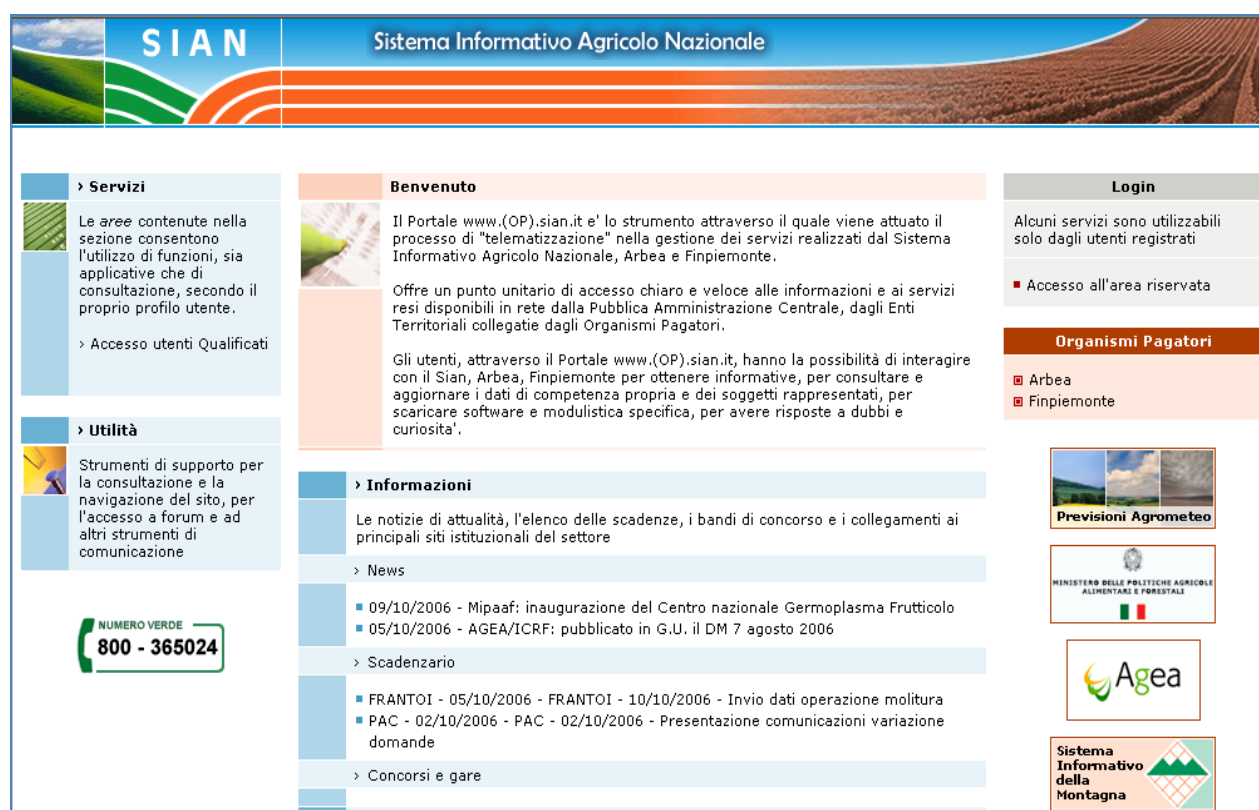 SIAN
Sistema Informativo Agricolo Nazionale
› Servizi
Le aree contenute nella
sezione consentono
l'utilizzo di funzioni, sia
applicative che di
consultazione, secondo il
proprio profilo utente.
› Accesso utenti Qualificati
› Utilità
Strumenti di supporto per
la consultazione e la
navigazione del sito, per
l'accesso a forum e ad
altri strumenti di
comunicazione
NUMERO VERDE
800 - 365024
Benvenuto
Il Portale www.(OP).sian.it e' lo strumento attraverso il quale viene attuato il
processo di "telematizzazione" nella gestione dei servizi realizzati dal Sistema
Informativo Agricolo Nazionale, Arbea e Finpiemonte.
Offre un punto unitario di accesso chiaro e veloce alle informazioni e ai servizi
resi disponibili in rete dalla Pubblica Amministrazione Centrale, dagli Enti
Territoriali collegatie dagli Organismi Pagatori.
Gli utenti, attraverso il Portale www.(OP).sian.it, hanno la possibilità di interagire
con il Sian, Arbea, Finpiemonte per ottenere informative, per consultare e
aggiornare i dati di competenza propria e dei soggetti rappresentati, per
scaricare software e modulistica specifica, per avere risposte a dubbi e
curiosita'.
› Informazioni
Le notizie di attualità, l'elenco delle scadenze, i bandi di concorso e i collegamenti ai
principali siti istituzionali del settore
› News
09/10/2006 - Mipaaf: inaugurazione del Centro nazionale Germoplasma Frutticolo
05/10/2006 - AGEA/ICRF: pubblicato in G.U. il DM 7 agosto 2006
› Scadenzario
FRANTOI - 05/10/2006 - FRANTOI - 10/10/2006 - Invio dati operazione molitura
PAC - 02/10/2006 - PAC - 02/10/2006 - Presentazione comunicazioni variazione
domande
› Concorsi e gare
Login
Alcuni servizi sono utilizzabili
solo dagli utenti registrati
Accesso all'area riservata
Organismi Pagatori
Arbea
Finpiemonte
Previsioni Agrometeo
MINISTERO DELLE POLITICHE AGRICOLE
ALIMENTARI E FORESTALI
Agea
Sistema
Informativo
della
Montagna